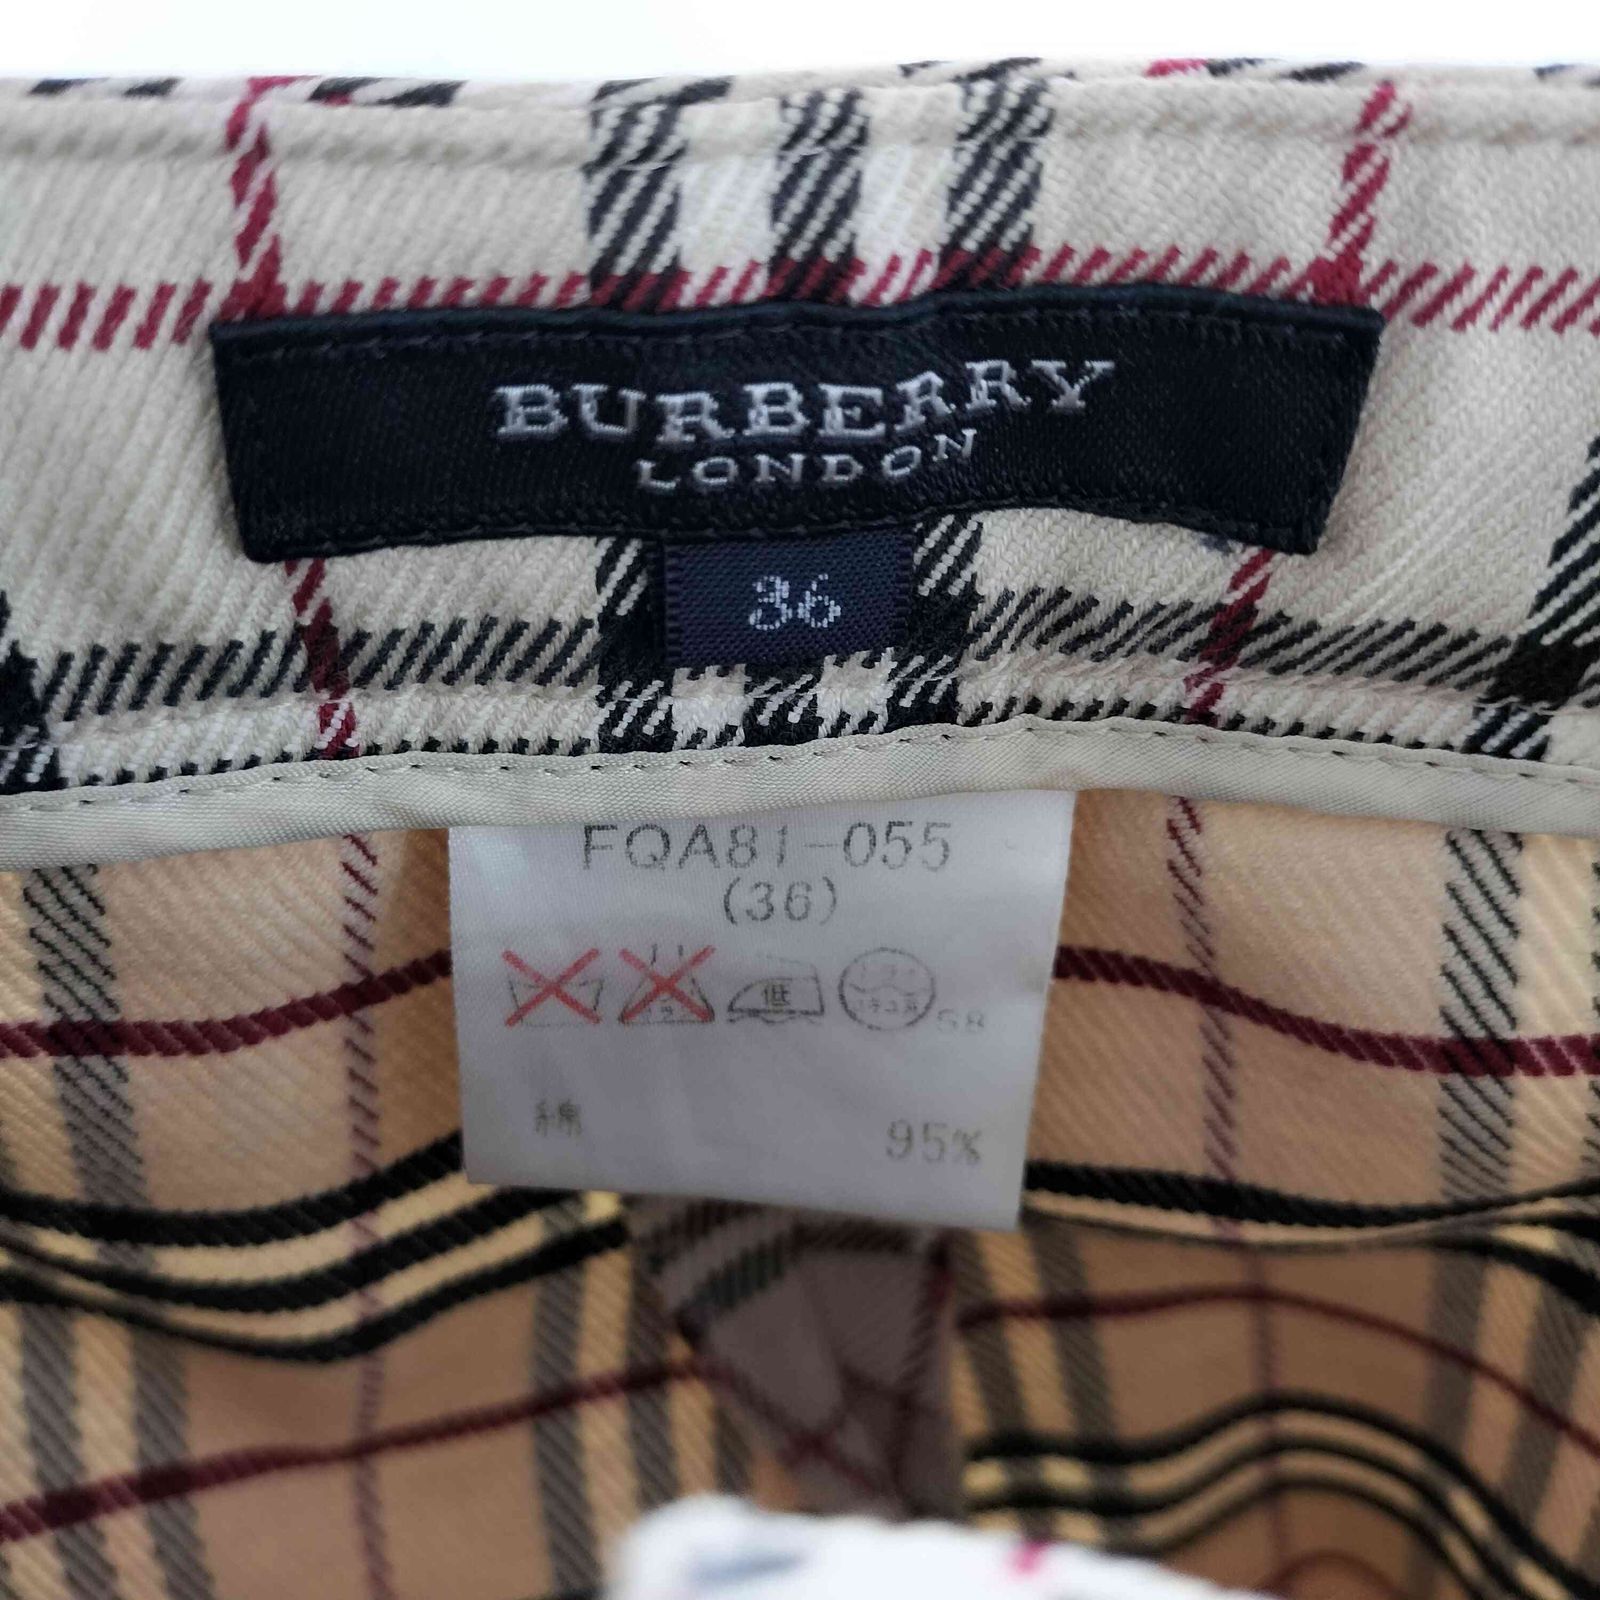 BURBERRY
LONDON
36
FQA81-055
(36)
低
綿 95%